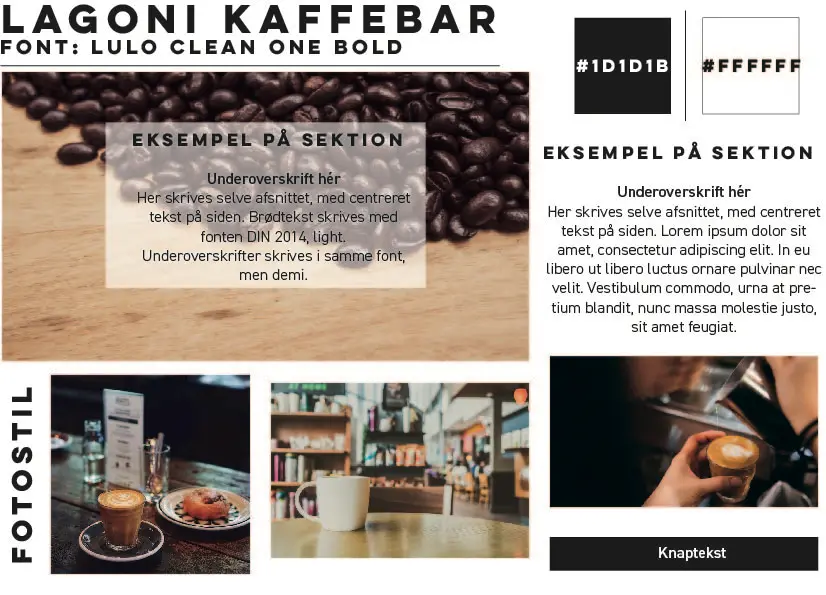 LAGONI KAFFEBAR
FONT: LULO CLEAN ONE BOLD
#1D1D1B
#FFFFFF
EKSEMPEL PÅ SEKTION
Underoverskrift hér
Her skrives selve afsnittet, med centreret
tekst på siden. Brødtekst skrives med
fonten DIN 2014, light.
Underoverskrifter skrives i samme font,
men demi.
EKSEMPEL PÅ SEKTION
Underoverskrift hér
Her skrives selve afsnittet, med centreret
tekst på siden. Lorem ipsum dolor sit
amet, consectetur adipiscing elit. In eu
libero ut libero luctus ornare pulvinar nec
velit. Vestibulum commodo, urna at pre-
tium blandit, nunc massa molestie justo,
sit amet feugiat.
FOTOSTIL
Knaptekst